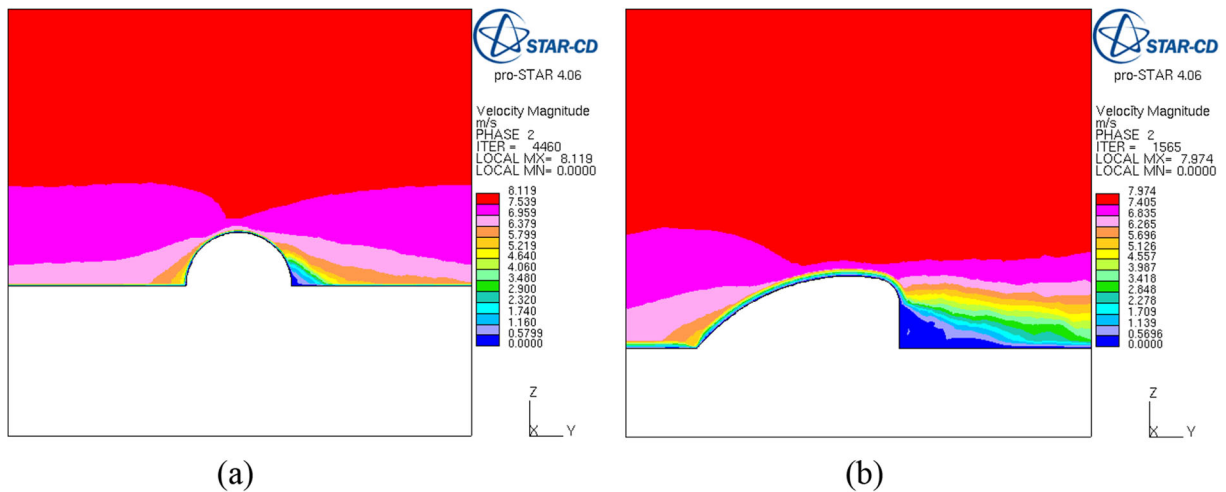 STAR-CD
pro-STAR 4.06
Velocity Magnitude
m/s
PHASE 2
ITER = 4460
LOCAL MX= 8.119
LOCAL MN= 0.0000
8.119
7.539
6.959
6.379
5.799
5.219
4.640
4.060
3.480
2.900
2.320
1.740
1.160
0.5799
0.0000
Z
X Y
(a)
STAR-CD
pro-STAR 4.06
Velocity Magnitude
m/s
PHASE 2
ITER = 1565
LOCAL MX= 7.974
LOCAL MN= 0.0000
7.974
7.405
6.835
6.265
5.696
5.126
4.557
3.987
3.418
2.848
2.278
1.709
1.139
0.5696
0.0000
Z
X Y
(b)